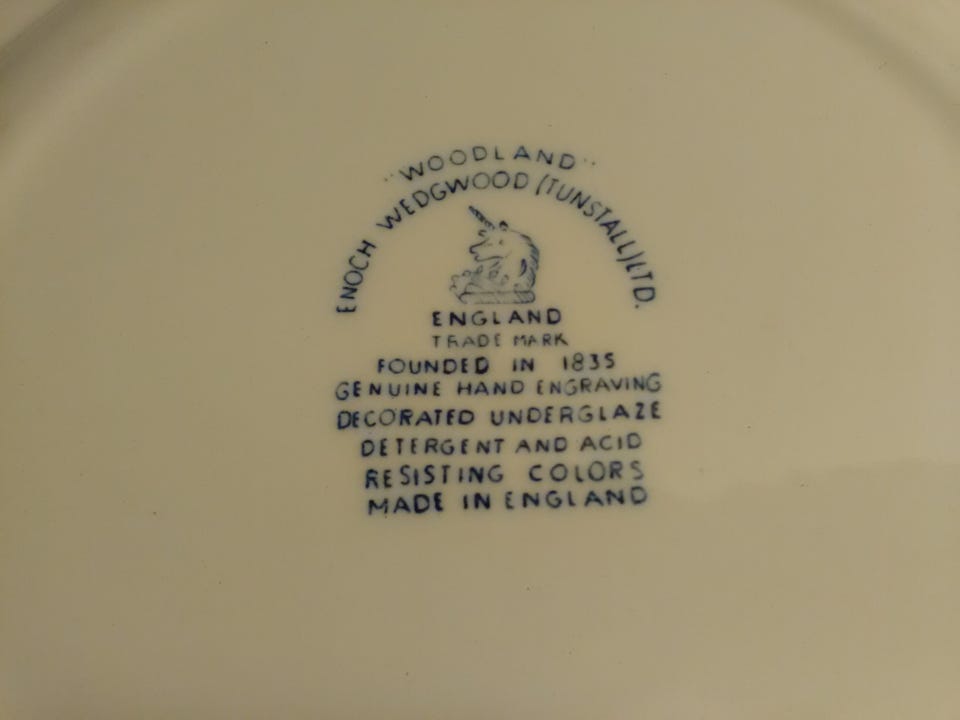 "WOODLAND"
ENOCH WEDGWOOD (TUNSTALL) LTD.
ENGLAND
TRADE MARK
FOUNDED IN 1835
GENUINE HAND ENGRAVING
DECORATED UNDERGLAZE
DETERGENT AND ACID
RESISTING COLORS
MADE IN ENGLAND